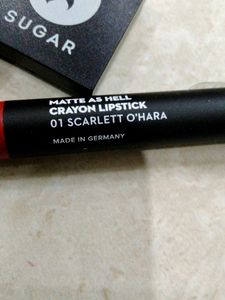 SUGAR
MATTE AS HELL
CRAYON LIPSTICK
01 SCARLETT O'HARA
MADE IN GERMANY